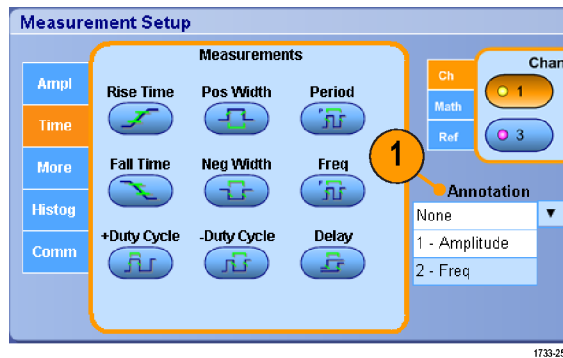 Measurement Setup
Measurements
Ampl
Time
More
Histog
Comm
Rise Time Pos Width Period
Fall Time Neg Width Freq
+Duty Cycle -Duty Cycle Delay
Chan
Ch
Math
Ref
1
3
1
Annotation
None
1 - Amplitude
2 - Freq
1733-25